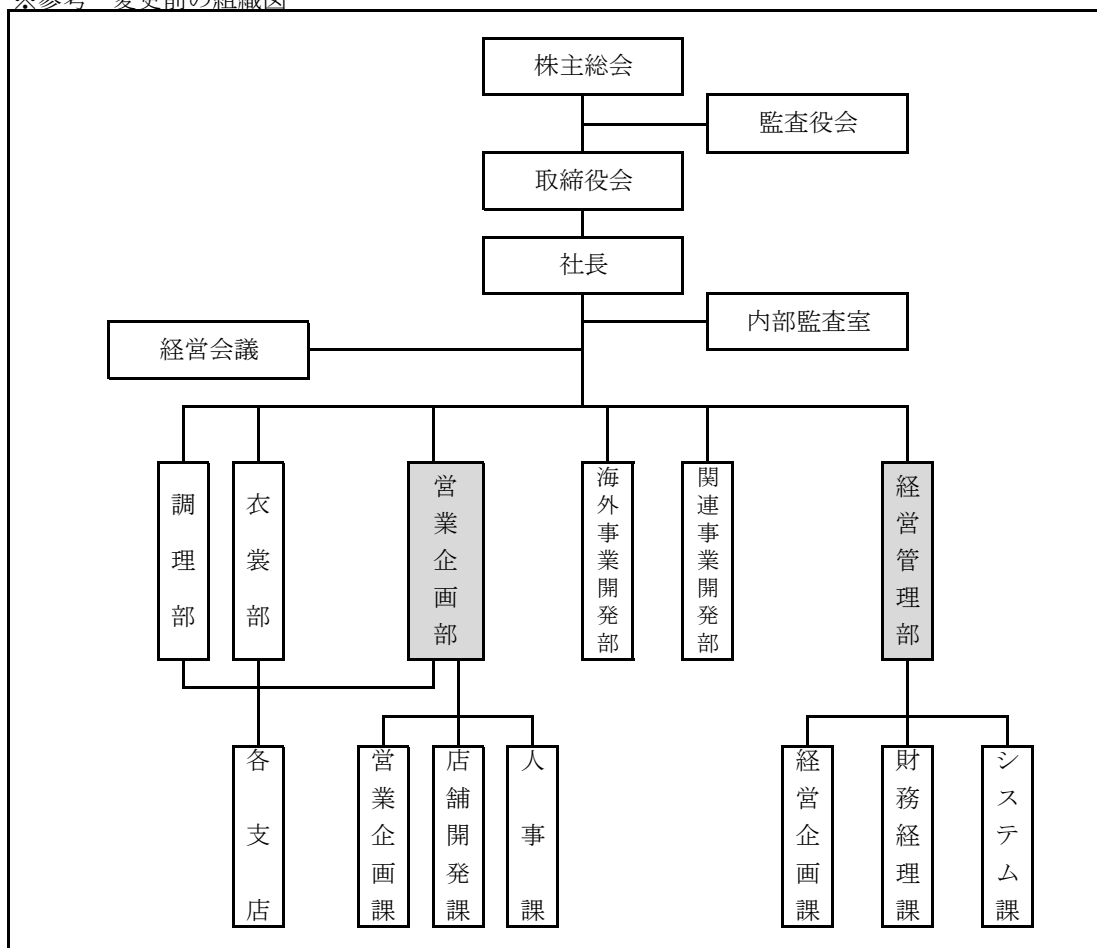 ※参考 変更前の組織図
株主総会
監査役会
取締役会
社長
内部監査室
経営会議
調理部
衣裳部
営業企画部
海外事業開発部
関連事業開発部
経営管理部
各支店
営業企画課
店舗開発課
人事課
経営企画課
財務経理課
システム課